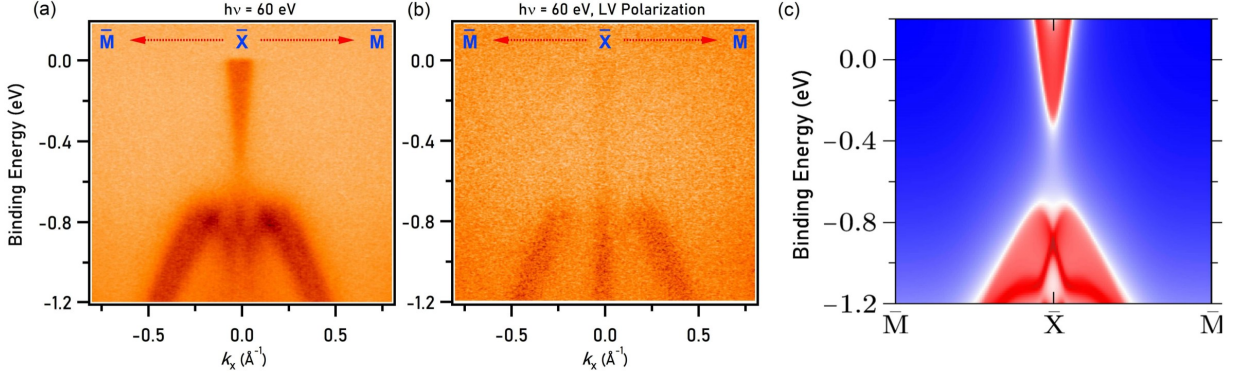 (a)
hν = 60 eV
M̄ X̄ M̄
Binding Energy (eV)
0.0
-0.4
-0.8
-1.2
-0.5 0.0 0.5
kₓ (Å⁻¹)
(b)
hν = 60 eV, LV Polarization
M̄ X̄ M̄
0.0
-0.4
-0.8
-1.2
-0.5 0.0 0.5
kₓ (Å⁻¹)
(c)
Binding Energy (eV)
0.0
−0.4
−0.8
−1.2
M̄ X̄ M̄